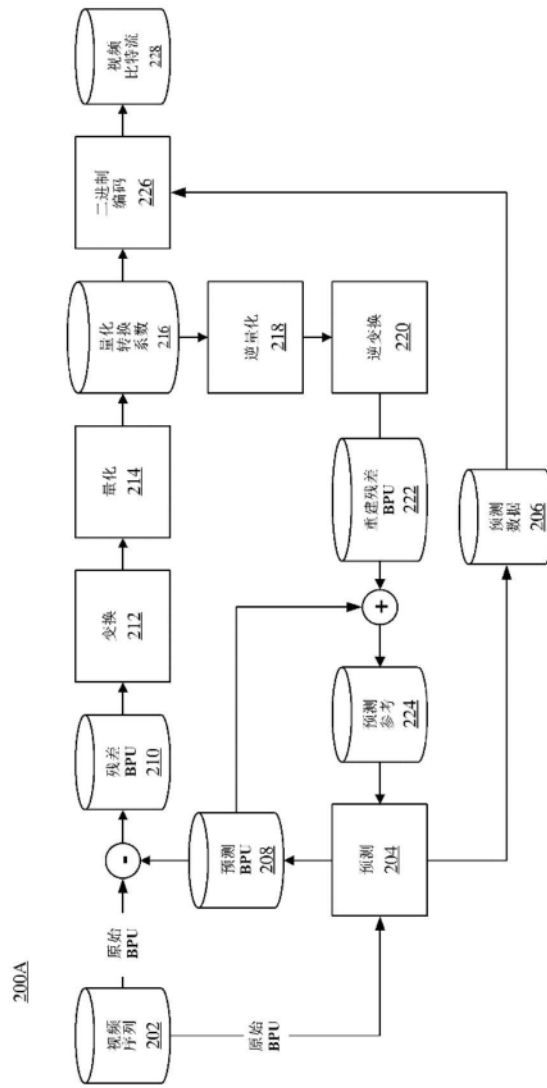 200A
视频
序列
202
原始
BPU
原始
BPU
残差
BPU
210
变换
212
量化
214
量化
转换
系数
216
二进制
编码
226
视频
比特流
228
预测
BPU
208
逆量化
218
逆变换
220
重建残差
BPU
222
预测
参考
224
预测
204
预测
数据
206
-
+